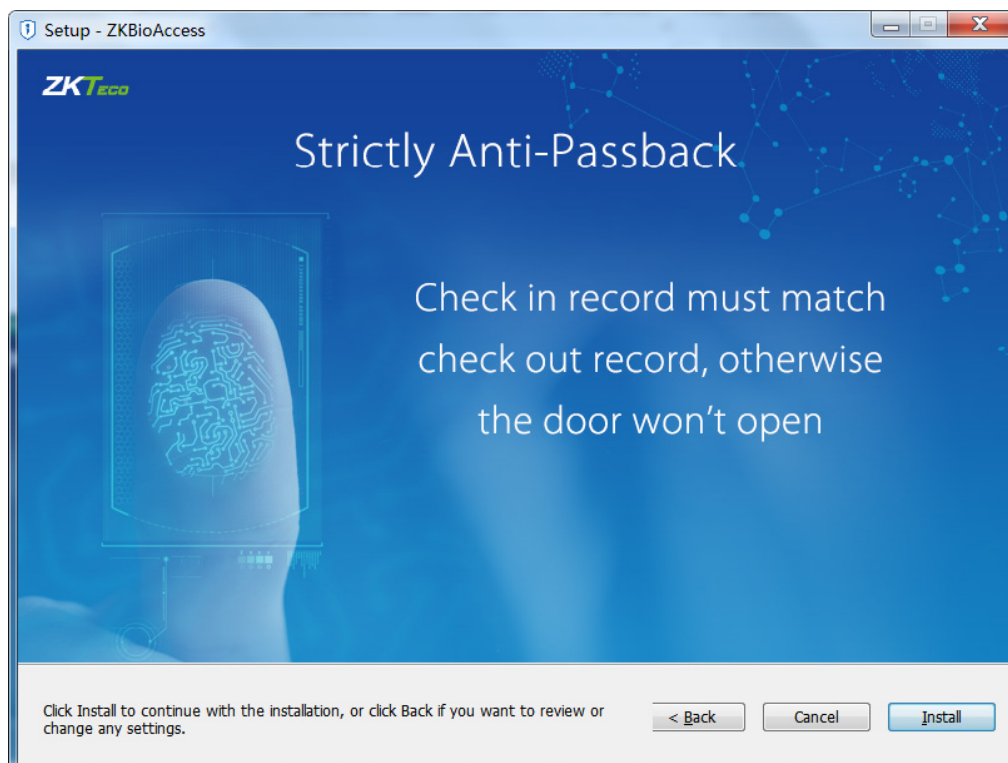 Setup - ZKBioAccess
ZKTECO
Strictly Anti-Passback
Check in record must match
check out record, otherwise
the door won't open
Click Install to continue with the installation, or click Back if you want to review or
change any settings.
< Back
Cancel
Install